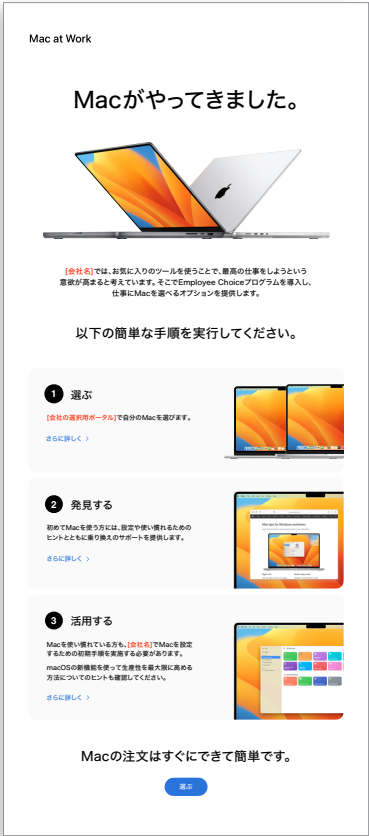 Mac at Work
Macがやってきました。
[会社名]では、お気に入りのツールを使うことで、最高の仕事をしようという
意欲が高まると考えています。そこでEmployee Choiceプログラムを導入し、
仕事にMacを選べるオプションを提供します。
以下の簡単な手順を実行してください。
1 選ぶ
[会社の選択用ポータル]で自分のMacを選びます。
さらに詳しく >
2 発見する
初めてMacを使う方には、設定や使い慣れるための
ヒントとともに乗り換えのサポートを提供します。
さらに詳しく >
3 活用する
Macを使い慣れている方も、[会社名]でMacを設定
するための初期手順を実施する必要があります。
macOSの新機能を使って生産性を最大限に高める
方法についてのヒントも確認してください。
さらに詳しく >
Macの注文はすぐにできて簡単です。
選ぶ